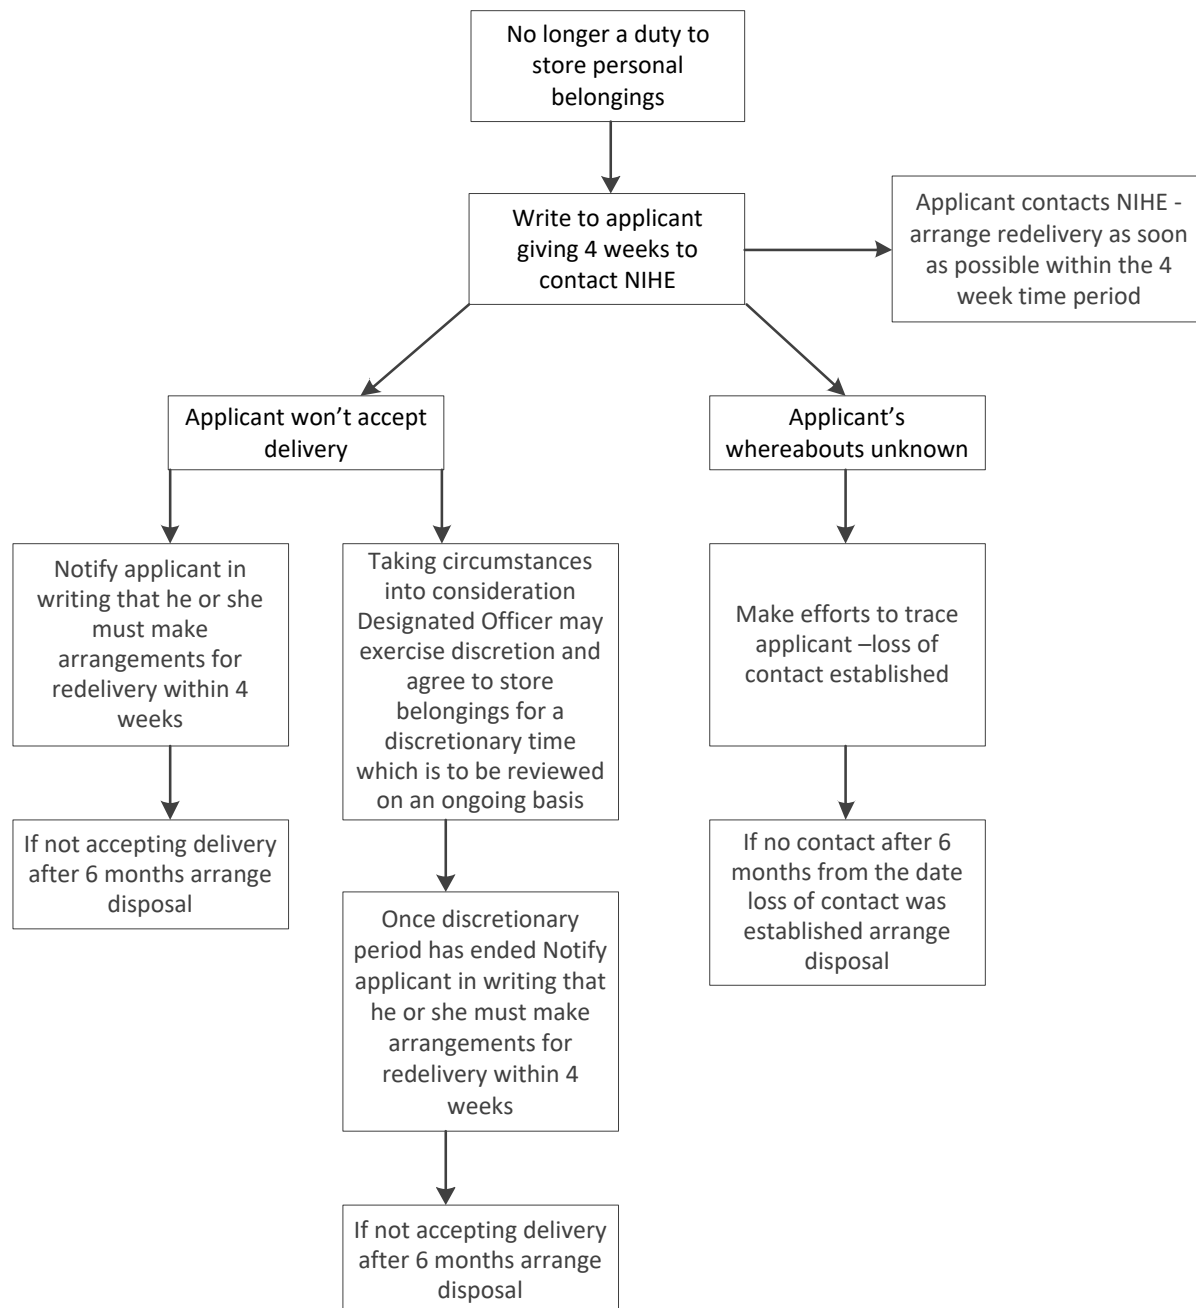 No longer a duty to
store personal
belongings
Write to applicant
giving 4 weeks to
contact NIHE
Applicant contacts NIHE -
arrange redelivery as soon
as possible within the 4
week time period
Applicant won’t accept
delivery
Applicant’s
whereabouts unknown
Notify applicant in
writing that he or she
must make
arrangements for
redelivery within 4
weeks
Taking circumstances
into consideration
Designated Officer may
exercise discretion and
agree to store
belongings for a
discretionary time
which is to be reviewed
on an ongoing basis
Make efforts to trace
applicant –loss of
contact established
If not accepting delivery
after 6 months arrange
disposal
If no contact after 6
months from the date
loss of contact was
established arrange
disposal
Once discretionary
period has ended Notify
applicant in writing that
he or she must make
arrangements for
redelivery within 4
weeks
If not accepting delivery
after 6 months arrange
disposal